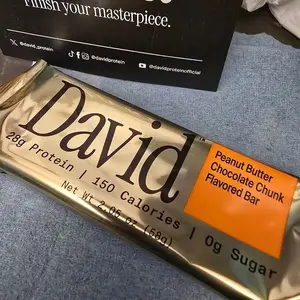 Finish your masterpiece.
@david_protein
@davidprotein
@davidproteinofficial
David
Peanut Butter
Chocolate Chunk
Flavored Bar
28g Protein | 150 Calories | 0g Sugar
Net Wt 2.05 oz (58g)